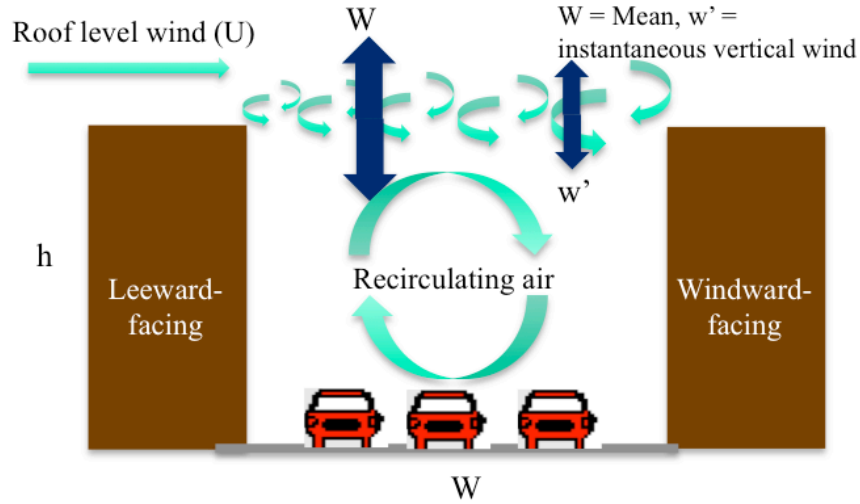 Roof level wind (U)
W
W = Mean, w’ =
instantaneous vertical wind
w’
h
Recirculating air
Leeward-
facing
Windward-
facing
W